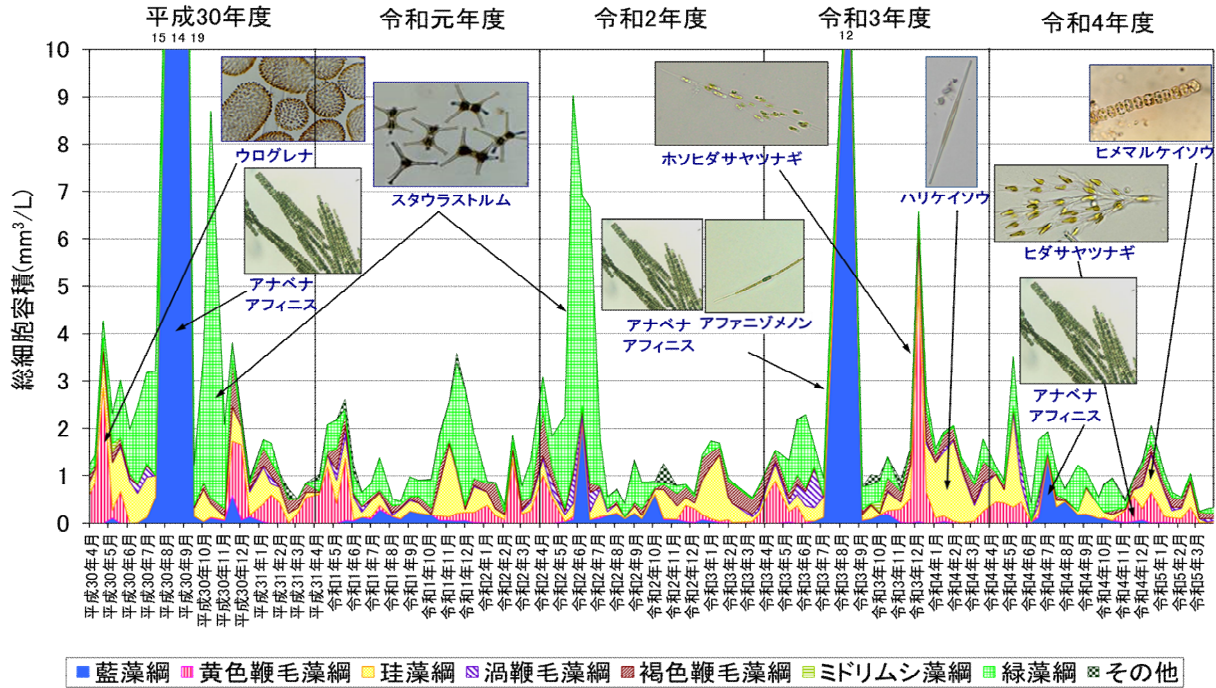 平成30年度 令和元年度 令和2年度 令和3年度 令和4年度
15 14 19
12
総細胞容積(mm³/L)
10
9
8
7
6
5
4
3
2
1
0
ウログレナ
アナベナ
アフィニス
スタウラストルム
ホソヒダサヤツナギ
アナベナ
アフィニス
アファニゾメノン
ハリケイソウ
ヒメマルケイソウ
ヒダサヤツナギ
アナベナ
アフィニス
平成30年4月
平成30年5月
平成30年6月
平成30年7月
平成30年8月
平成30年9月
平成30年10月
平成30年11月
平成30年12月
平成31年1月
平成31年2月
平成31年3月
平成31年4月
令和1年5月
令和1年6月
令和1年7月
令和1年8月
令和1年9月
令和1年10月
令和1年11月
令和1年12月
令和2年1月
令和2年2月
令和2年3月
令和2年4月
令和2年5月
令和2年6月
令和2年7月
令和2年8月
令和2年9月
令和2年10月
令和2年11月
令和2年12月
令和3年1月
令和3年2月
令和3年3月
令和3年4月
令和3年5月
令和3年6月
令和3年7月
令和3年8月
令和3年9月
令和3年10月
令和3年11月
令和3年12月
令和4年1月
令和4年2月
令和4年3月
令和4年4月
令和4年5月
令和4年6月
令和4年7月
令和4年8月
令和4年9月
令和4年10月
令和4年11月
令和4年12月
令和5年1月
令和5年2月
令和5年3月
藍藻綱 黄色鞭毛藻綱 珪藻綱 渦鞭毛藻綱 褐色鞭毛藻綱 ミドリムシ藻綱 緑藻綱 その他